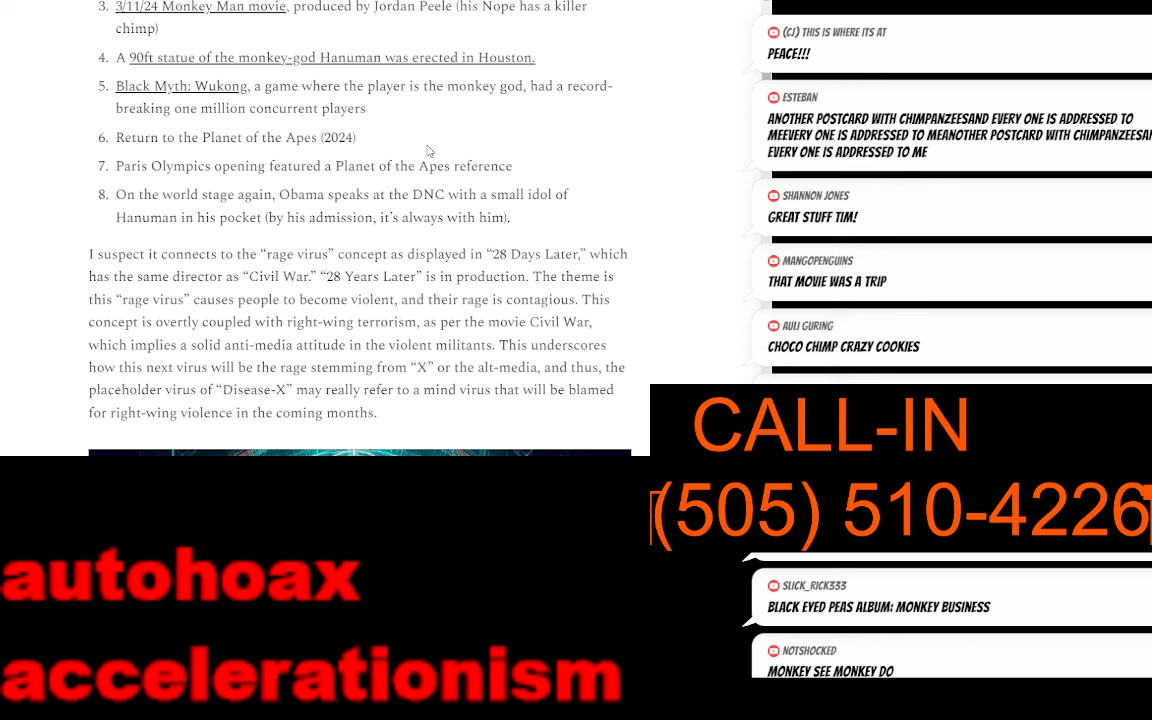 3. 3/11/24 Monkey Man movie, produced by Jordan Peele (his Nope has a killer
chimp)
4. A 90ft statue of the monkey-god Hanuman was erected in Houston.
5. Black Myth: Wukong, a game where the player is the monkey god, had a record-
breaking one million concurrent players
6. Return to the Planet of the Apes (2024)
7. Paris Olympics opening featured a Planet of the Apes reference
8. On the world stage again, Obama speaks at the DNC with a small idol of
Hanuman in his pocket (by his admission, it’s always with him).
I suspect it connects to the “rage virus” concept as displayed in “28 Days Later,” which
has the same director as “Civil War.” “28 Years Later” is in production. The theme is
this “rage virus” causes people to become violent, and their rage is contagious. This
concept is overtly coupled with right-wing terrorism, as per the movie Civil War,
which implies a solid anti-media attitude in the violent militants. This underscores
how this next virus will be the rage stemming from “X” or the alt-media, and thus, the
placeholder virus of “Disease-X” may really refer to a mind virus that will be blamed
for right-wing violence in the coming months.
(CJ) THIS IS WHERE ITS AT
PEACE!!!
ESTEBAN
ANOTHER POSTCARD WITH CHIMPANZEESAND EVERY ONE IS ADDRESSED TO
MEEVERY ONE IS ADDRESSED TO MEANOTHER POSTCARD WITH CHIMPANZEESA
EVERY ONE IS ADDRESSED TO ME
SHANNON JONES
GREAT STUFF TIM!
MANGOPENGUINS
THAT MOVIE WAS A TRIP
AULI GURING
CHOCO CHIMP CRAZY COOKIES
CALL-IN
(505) 510-4226
SLICK_RICK333
BLACK EYED PEAS ALBUM: MONKEY BUSINESS
NOTSHOCKED
MONKEY SEE MONKEY DO
autohoax
accelerationism